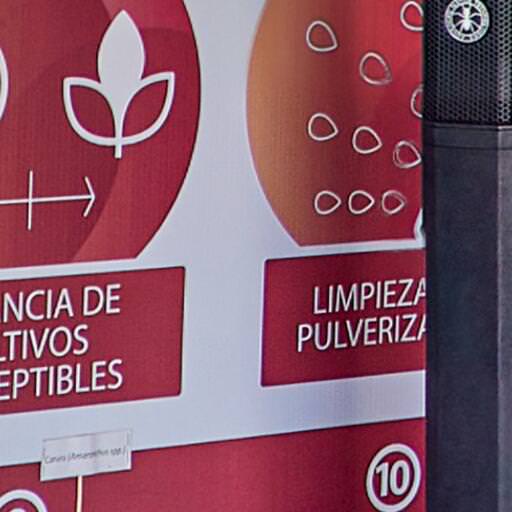 NCIA DE
LTIVOS
EPTIBLES
LIMPIEZA
PULVERIZA
10